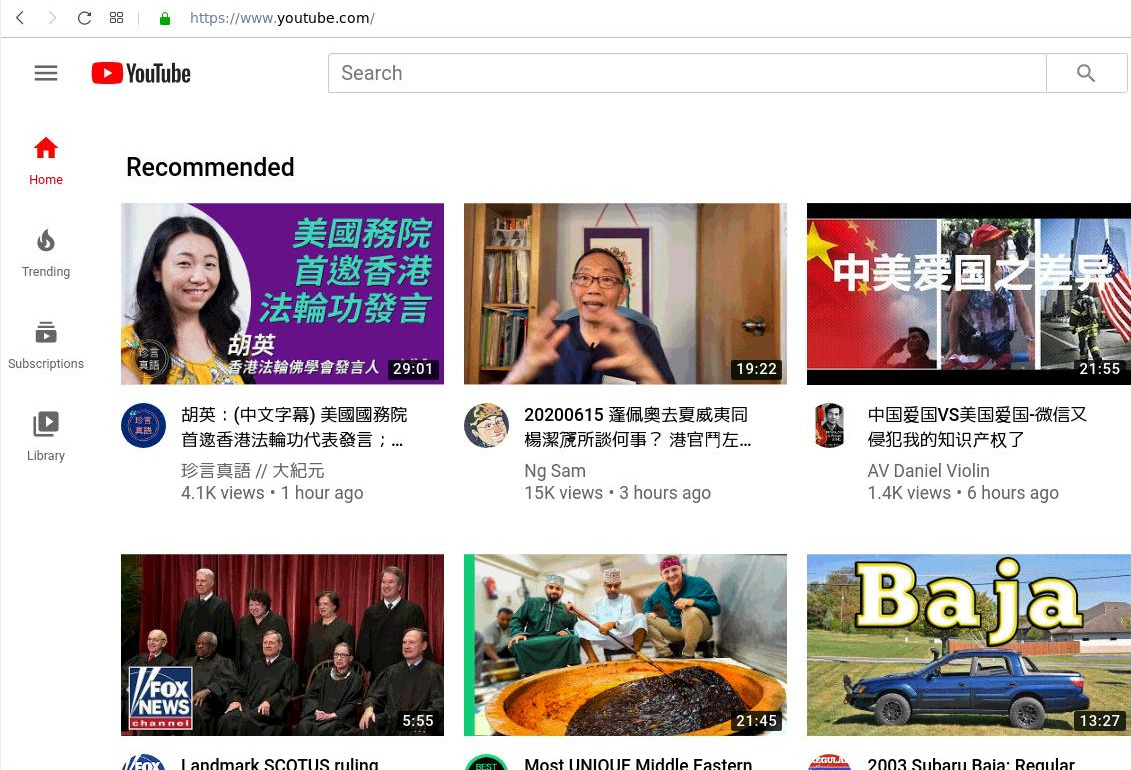 https://www.youtube.com/
YouTube
Search
Home
Trending
Subscriptions
Library
Recommended
美國務院
首邀香港
法輪功發言
胡英
香港法輪佛學會發言人
珍言
真語
29:01
19:22
中美爱国之差异
21:55
珍言
真語
胡英：(中文字幕) 美國國務院
首邀香港法輪功代表發言；...
珍言真語 // 大紀元
4.1K views • 1 hour ago
20200615 蓬佩奧去夏威夷同
楊潔篪所談何事？ 港官鬥左...
Ng Sam
15K views • 3 hours ago
中国爱国VS美国爱国-微信又
侵犯我的知识产权了
AV Daniel Violin
1.4K views • 6 hours ago
FOX
NEWS
channel
5:55
21:45
Baja
13:27
FOX
Landmark SCOTUS ruling
BEST
Most UNIQUE Middle Eastern
2003 Subaru Baja: Regular